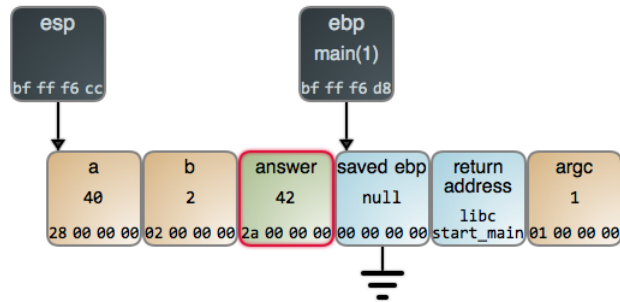 esp
bf ff f6 cc
ebp
main(1)
bf ff f6 d8
a
40
28 00 00 00
b
2
02 00 00 00
answer
42
2a 00 00 00
saved ebp
null
00 00 00 00
return
address
libc
start_main
argc
1
01 00 00 00